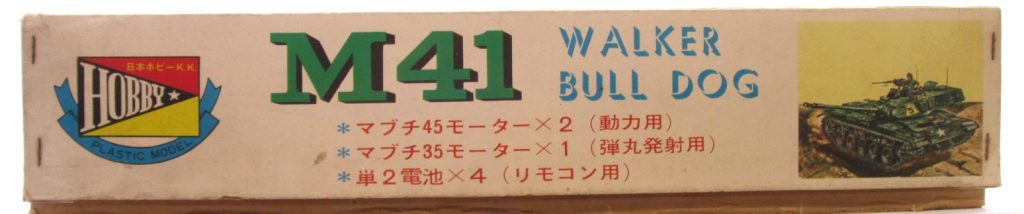 日本ホビーK.K.
HOBBY
PLASTIC MODEL
M41
WALKER
BULL DOG
*マブチ45モーター×2(動力用)
*マブチ35モーター×1(弾丸発射用)
*単2電池×4(リモコン用)